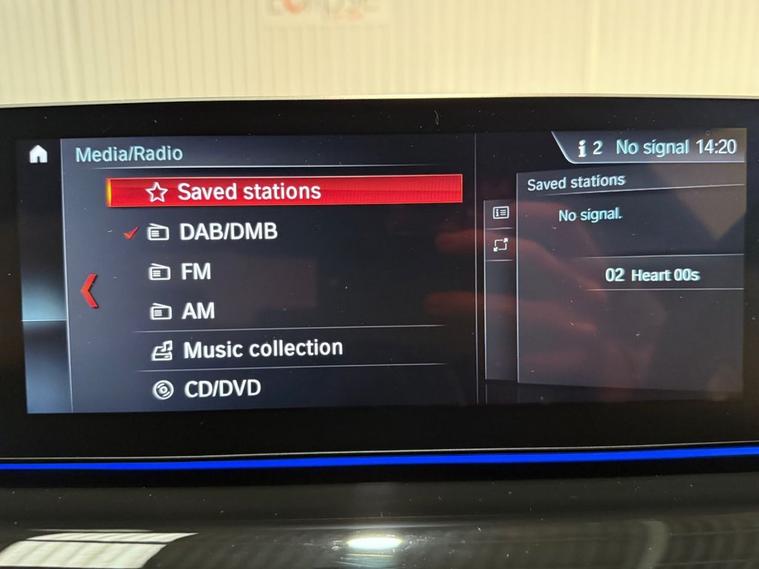 Media/Radio
2 No signal 14:20
Saved stations
DAB/DMB
FM
AM
Music collection
CD/DVD
Saved stations
No signal.
02 Heart 00s